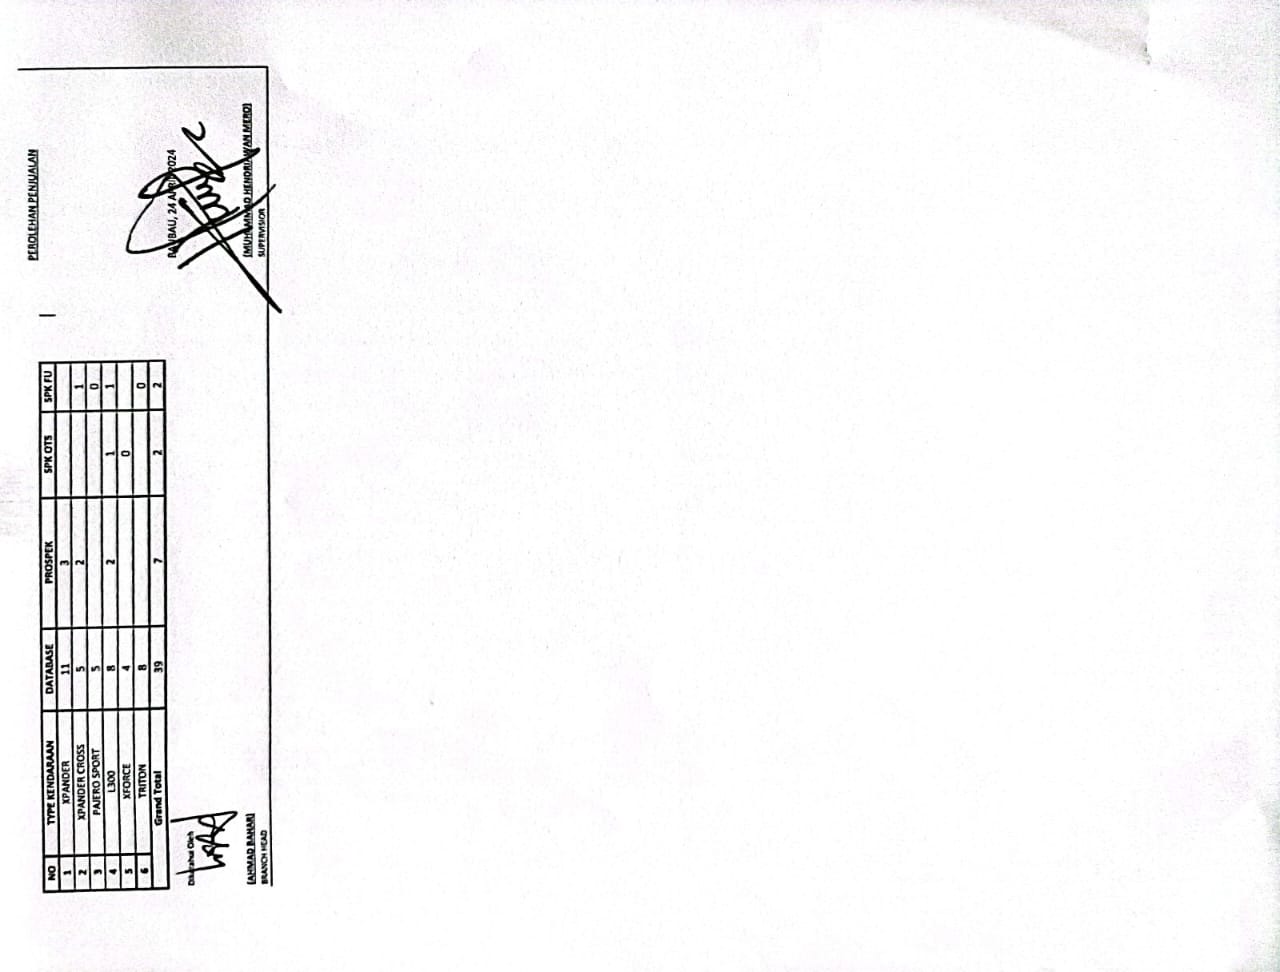 PEROLEHAN PENJUALAN
NO TYPE KENDARAAN DATABASE PROSPEK SPK OTS SPK FU
1 XPANDER 11 3
2 XPANDER CROSS 5 2 1
3 PAJERO SPORT 5 0
4 L300 8 2 1 1
5 XFORCE 4 0
6 TRITON 8 0
Grand Total 39 7 2 2
BAUBAU, 24 APRIL 2024
Diketahui Oleh
(AHMAD BAHAR) (MUHAMMAD HENDRIAWAN MERO)
BRANCH HEAD SUPERVISOR